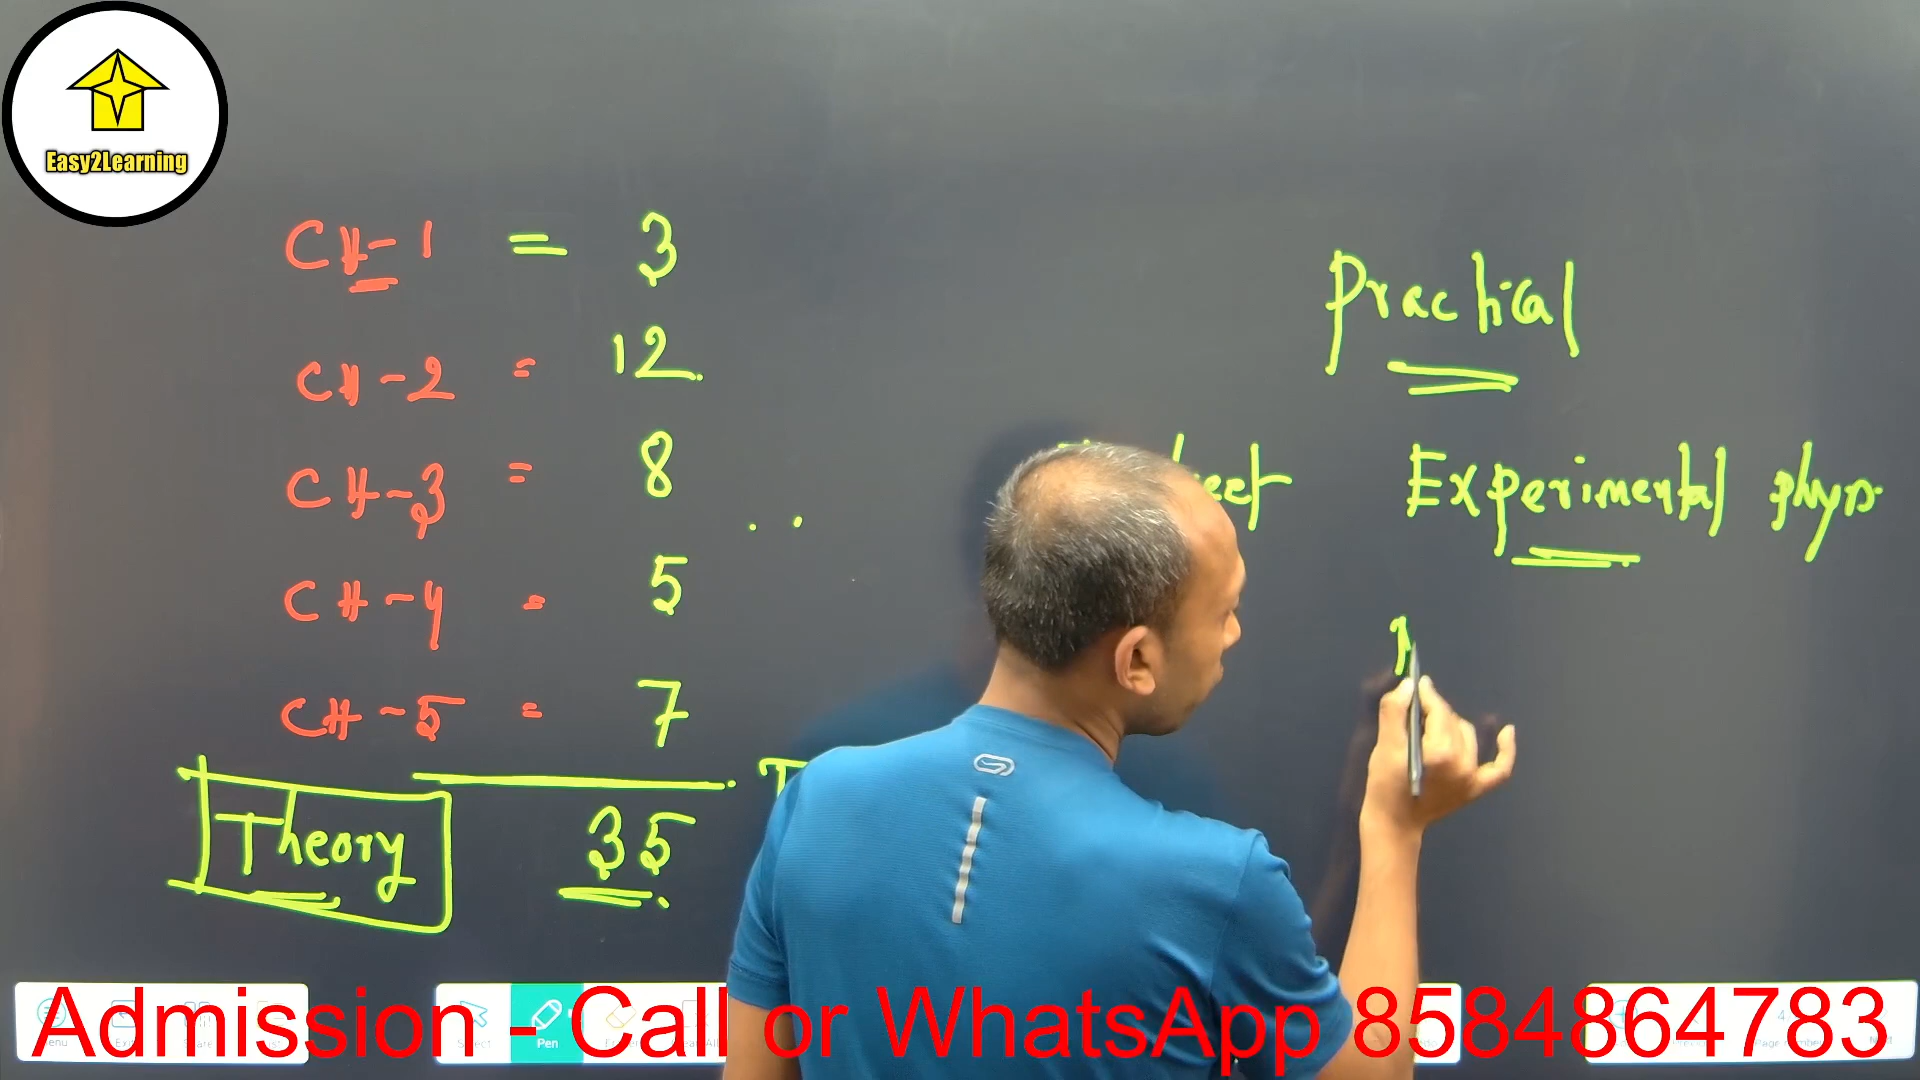 Easy2Learning
CH-1 = 3
CH-2 = 12
CH-3 = 8
CH-4 = 5
CH-5 = 7
Theory 35
Practical
Experimental phys
Admission - Call or WhatsApp 8584864783
Pen